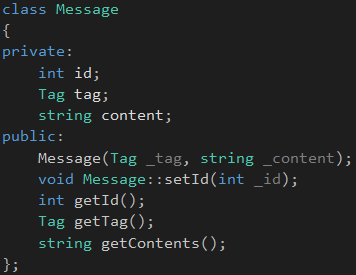 class Message
{
private:
    int id;
    Tag tag;
    string content;
public:
    Message(Tag _tag, string _content);
    void Message::setId(int _id);
    int getId();
    Tag getTag();
    string getContents();
};